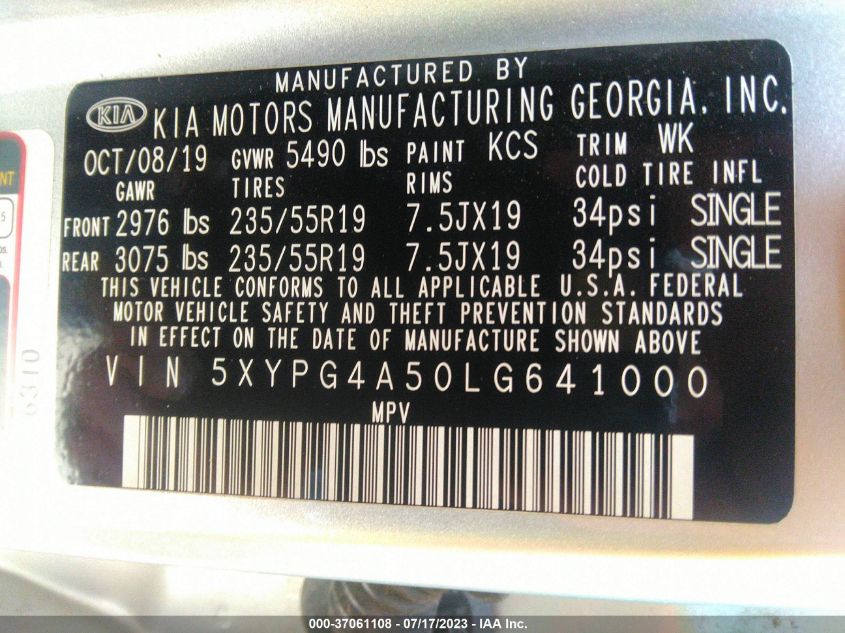 MANUFACTURED BY
KIA KIA MOTORS MANUFACTURING GEORGIA, INC.
OCT/08/19 GVWR 5490 lbs PAINT KCS TRIM WK
GAWR TIRES RIMS COLD TIRE INFL
FRONT 2976 lbs 235/55R19 7.5JX19 34psi SINGLE
REAR 3075 lbs 235/55R19 7.5JX19 34psi SINGLE
THIS VEHICLE CONFORMS TO ALL APPLICABLE U.S.A. FEDERAL
MOTOR VEHICLE SAFETY AND THEFT PREVENTION STANDARDS
IN EFFECT ON THE DATE OF MANUFACTURE SHOWN ABOVE
VIN 5XYPG4A50LG641000
MPV
6310
000-37061108 - 07/17/2023 - IAA Inc.